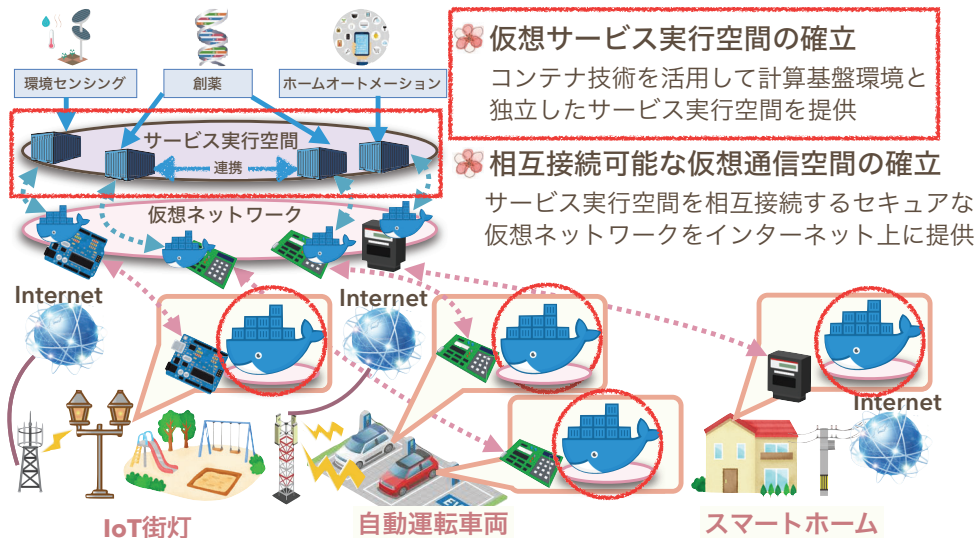 環境センシング
創薬
ホームオートメーション
サービス実行空間
連携
仮想ネットワーク
仮想サービス実行空間の確立
コンテナ技術を活用して計算基盤環境と
独立したサービス実行空間を提供
相互接続可能な仮想通信空間の確立
サービス実行空間を相互接続するセキュアな
仮想ネットワークをインターネット上に提供
Internet
Internet
Internet
IoT街灯
自動運転車両
スマートホーム